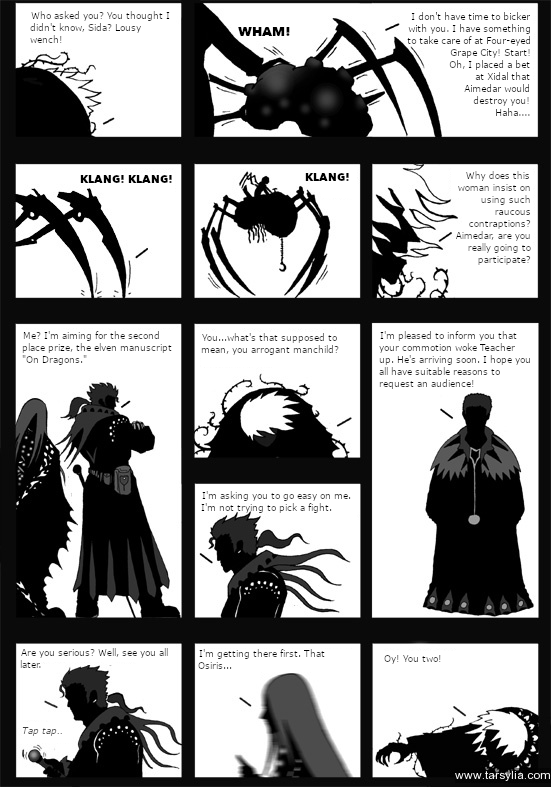 Who asked you? You thought I
didn't know, Sida? Lousy
wench!
WHAM!
I don't have time to bicker
with you. I have something
to take care of at Four-eyed
Grape City! Start!
Oh, I placed a bet
at Xidal that
Aimedar would
destroy you!
Haha....
KLANG! KLANG!
KLANG!
Why does this
woman insist on
using such
raucous
contraptions?
Aimedar, are you
really going to
participate?
Me? I'm aiming for the second
place prize, the elven manuscript
"On Dragons."
You...what's that supposed to
mean, you arrogant manchild?
I'm asking you to go easy on me.
I'm not trying to pick a fight.
I'm pleased to inform you that
your commotion woke Teacher
up. He's arriving soon. I hope you
all have suitable reasons to
request an audience!
Are you serious? Well, see you all
later.
Tap tap..
I'm getting there first. That
Osiris...
Oy! You two!
www.tarsylia.com